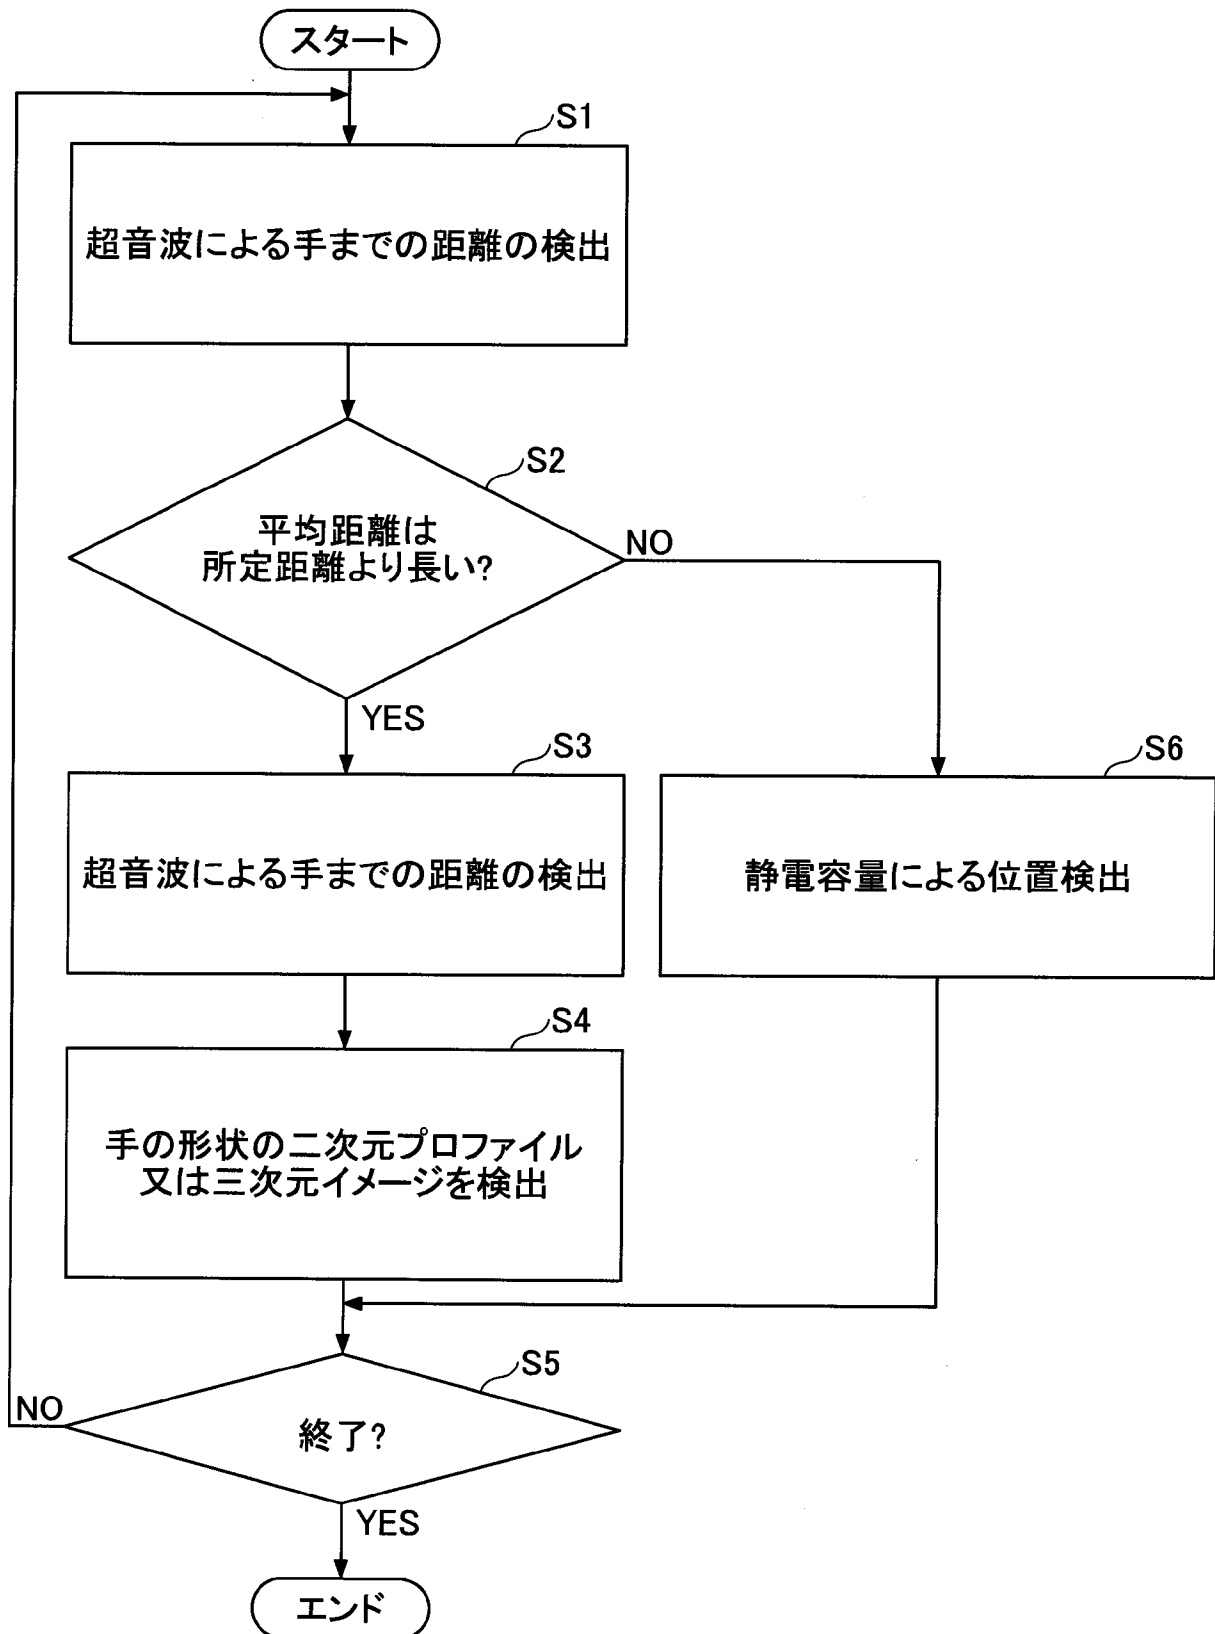 スタート
S1
超音波による手までの距離の検出
S2
平均距離は
所定距離より長い?
NO
YES
S3
超音波による手までの距離の検出
S6
静電容量による位置検出
S4
手の形状の二次元プロファイル
又は三次元イメージを検出
S5
NO
終了?
YES
エンド